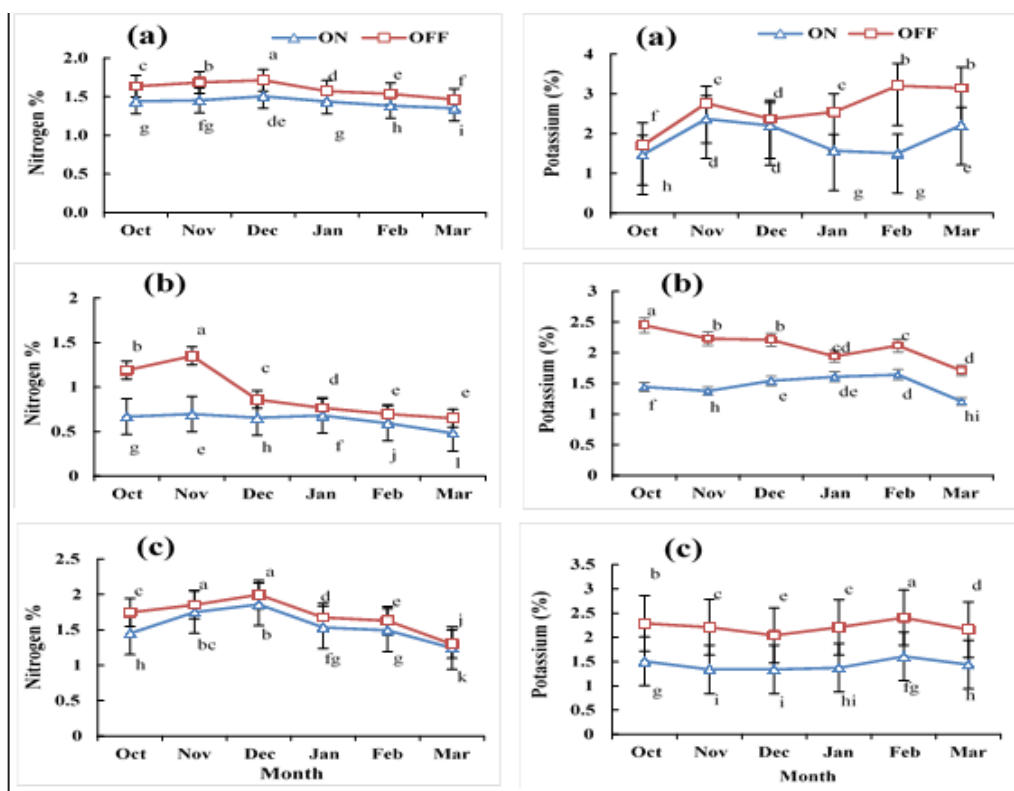 (a)
ON OFF
Nitrogen %
2.0
1.5
1.0
0.5
0.0
c b a d e f
g fg de g h i
Oct Nov Dec Jan Feb Mar
(a)
ON OFF
Potassium (%)
4
3
2
1
0
f c d c b b
h d d g g e
Oct Nov Dec Jan Feb Mar
(b)
Nitrogen %
2
1.5
1
0.5
0
b a c d e e
g e h f j l
Oct Nov Dec Jan Feb Mar
(b)
Potassium (%)
3
2.5
2
1.5
1
0.5
0
a b b cd c d
f h e de d hi
Oct Nov Dec Jan Feb Mar
(c)
Nitrogen %
2.5
2
1.5
1
0.5
0
c a a d e j
h bc b fg g k
Oct Nov Dec Jan Feb Mar
Month
(c)
Potassium (%)
3.5
3
2.5
2
1.5
1
0.5
0
b c e c a d
g i i hi fg h
Oct Nov Dec Jan Feb Mar
Month